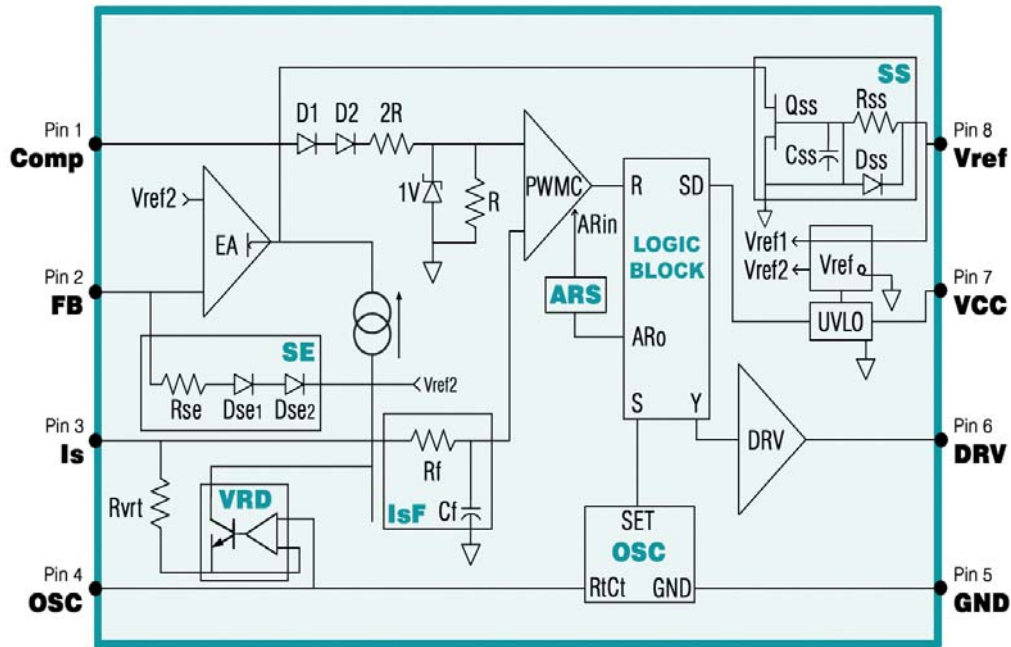 SS
Qss
Rss
Css
Dss
D1
D2
2R
Pin 1
Comp
Pin 8
Vref
1V
R
PWMC
R
SD
Vref2
EA
ARin
LOGIC
BLOCK
Vref1
Vref2
Vref
Pin 2
FB
Pin 7
VCC
ARS
UVLO
ARo
SE
Rse
Dse1
Dse2
Vref2
S
Y
Pin 3
Is
Rf
DRV
Pin 6
DRV
Rvrt
VRD
IsF
Cf
SET
OSC
RtCt
GND
Pin 4
OSC
Pin 5
GND